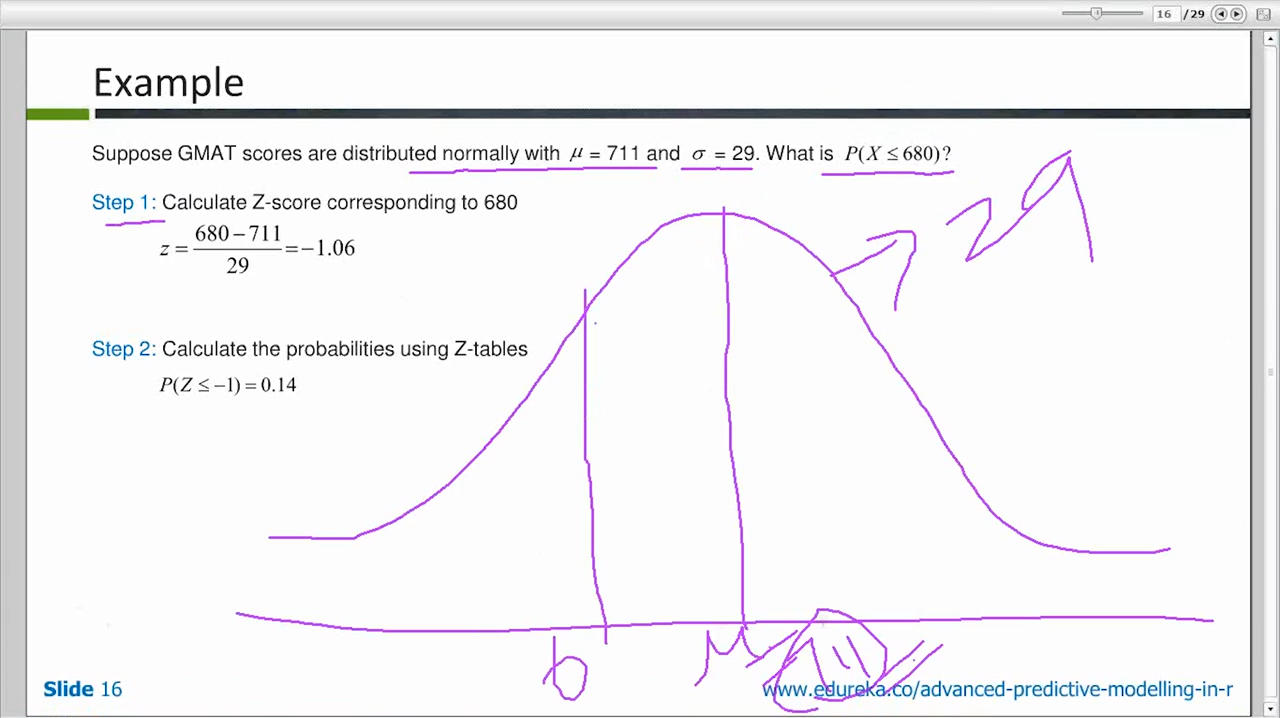 16 /29
Example
Suppose GMAT scores are distributed normally with μ = 711 and σ = 29. What is P(X ≤ 680)?
Step 1: Calculate Z-score corresponding to 680
z = (680 − 711) / 29 = −1.06
29
Step 2: Calculate the probabilities using Z-tables
P(Z ≤ −1) = 0.14
μ
Slide 16
www.edureka.co/advanced-predictive-modelling-in-r